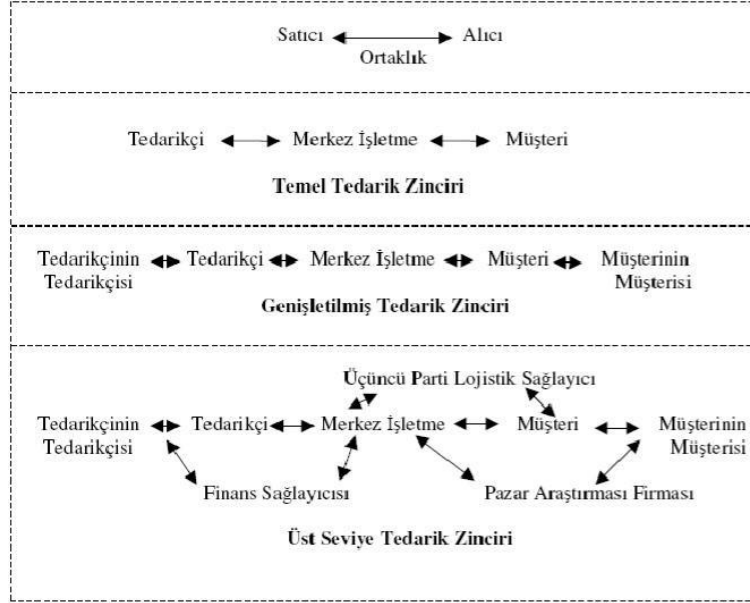 Satıcı Alıcı
Ortaklık
Tedarikçi Merkez İşletme Müşteri
Temel Tedarik Zinciri
Tedarikçinin Tedarikçi Merkez İşletme Müşteri Müşterinin
Tedarikçisi Müşterisi
Genişletilmiş Tedarik Zinciri
Üçüncü Parti Lojistik Sağlayıcı
Tedarikçinin Tedarikçi Merkez İşletme Müşteri Müşterinin
Tedarikçisi Müşterisi
Finans Sağlayıcısı Pazar Araştırması Firması
Üst Seviye Tedarik Zinciri